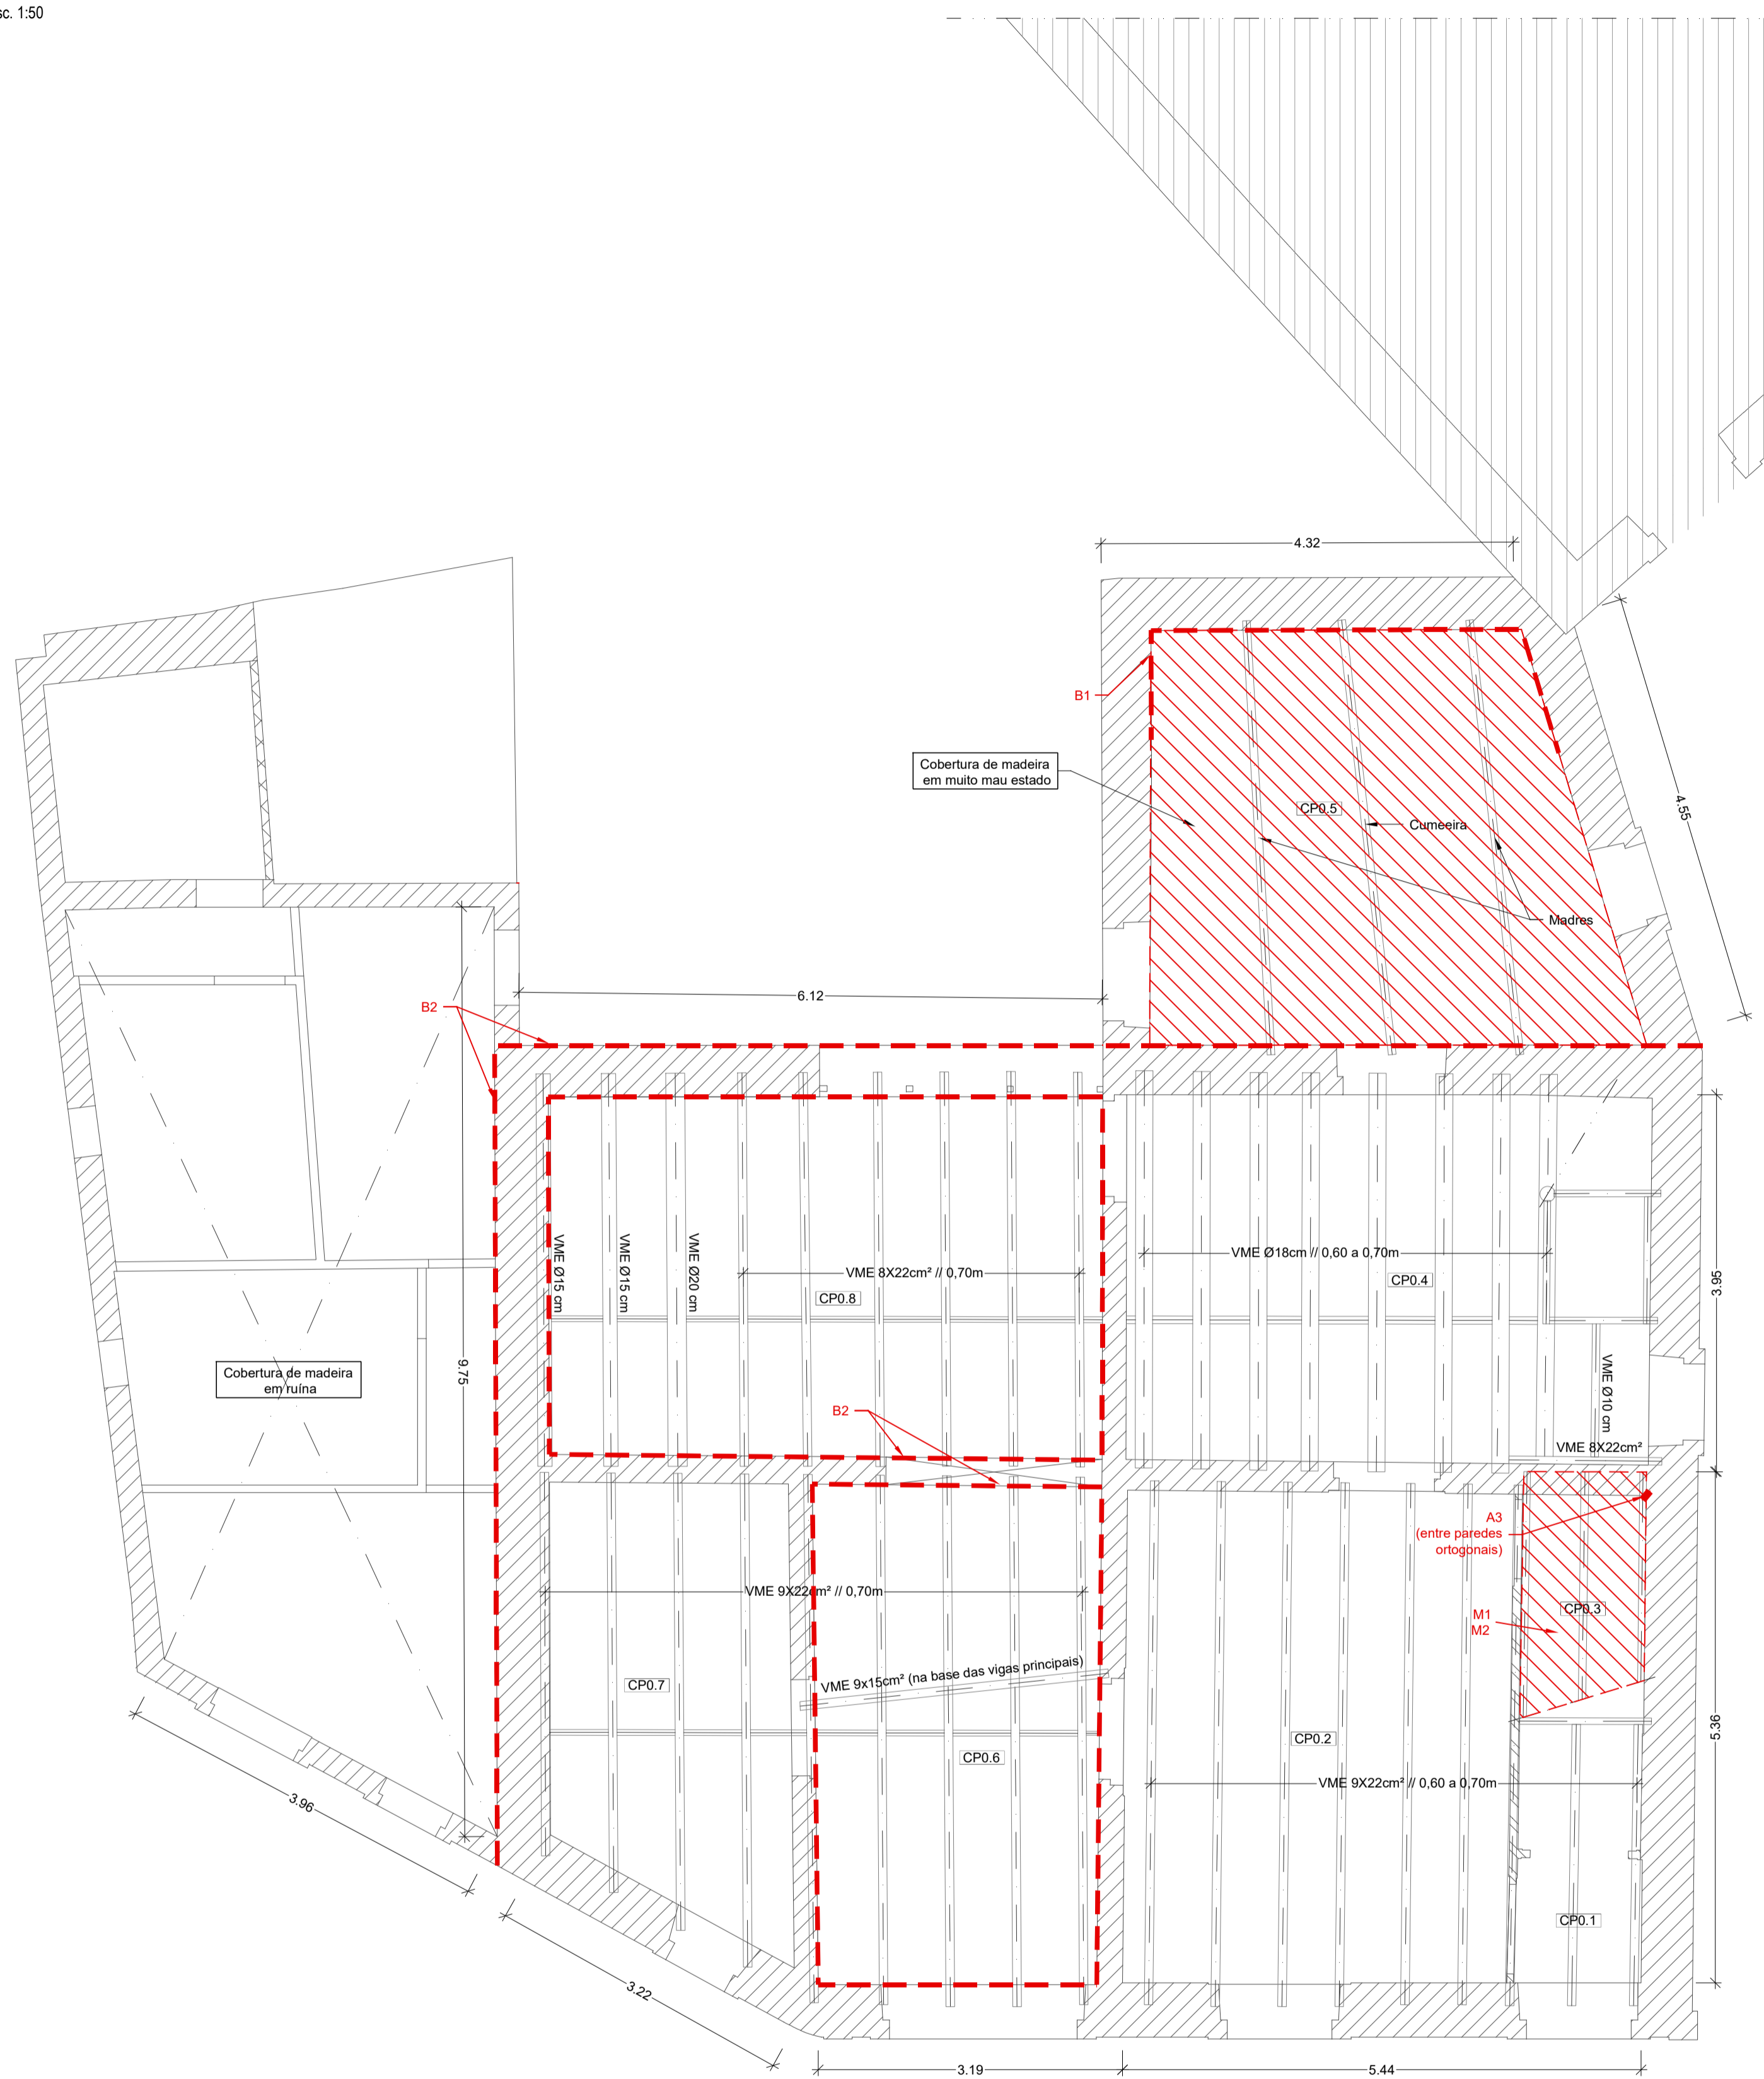 sc. 1:50
4.32
4.55
B1
Cobertura de madeira
em muito mau estado
CP0.5
Cumeeira
Madres
6.12
B2
9.75
3.95
VME Ø15 cm
VME Ø15 cm
VME Ø20 cm
VME 8X22cm² // 0,70m
CP0.8
VME Ø18cm // 0,60 a 0,70m
CP0.4
VME Ø10 cm
VME 8X22cm²
Cobertura de madeira
em ruína
B2
A3
(entre paredes
ortogonais)
VME 9X22cm² // 0,70m
M1
M2
CP0.3
VME 9x15cm² (na base das vigas principais)
CP0.7
CP0.6
CP0.2
5.36
VME 9X22cm² // 0,60 a 0,70m
3.96
CP0.1
3.22
3.19
5.44